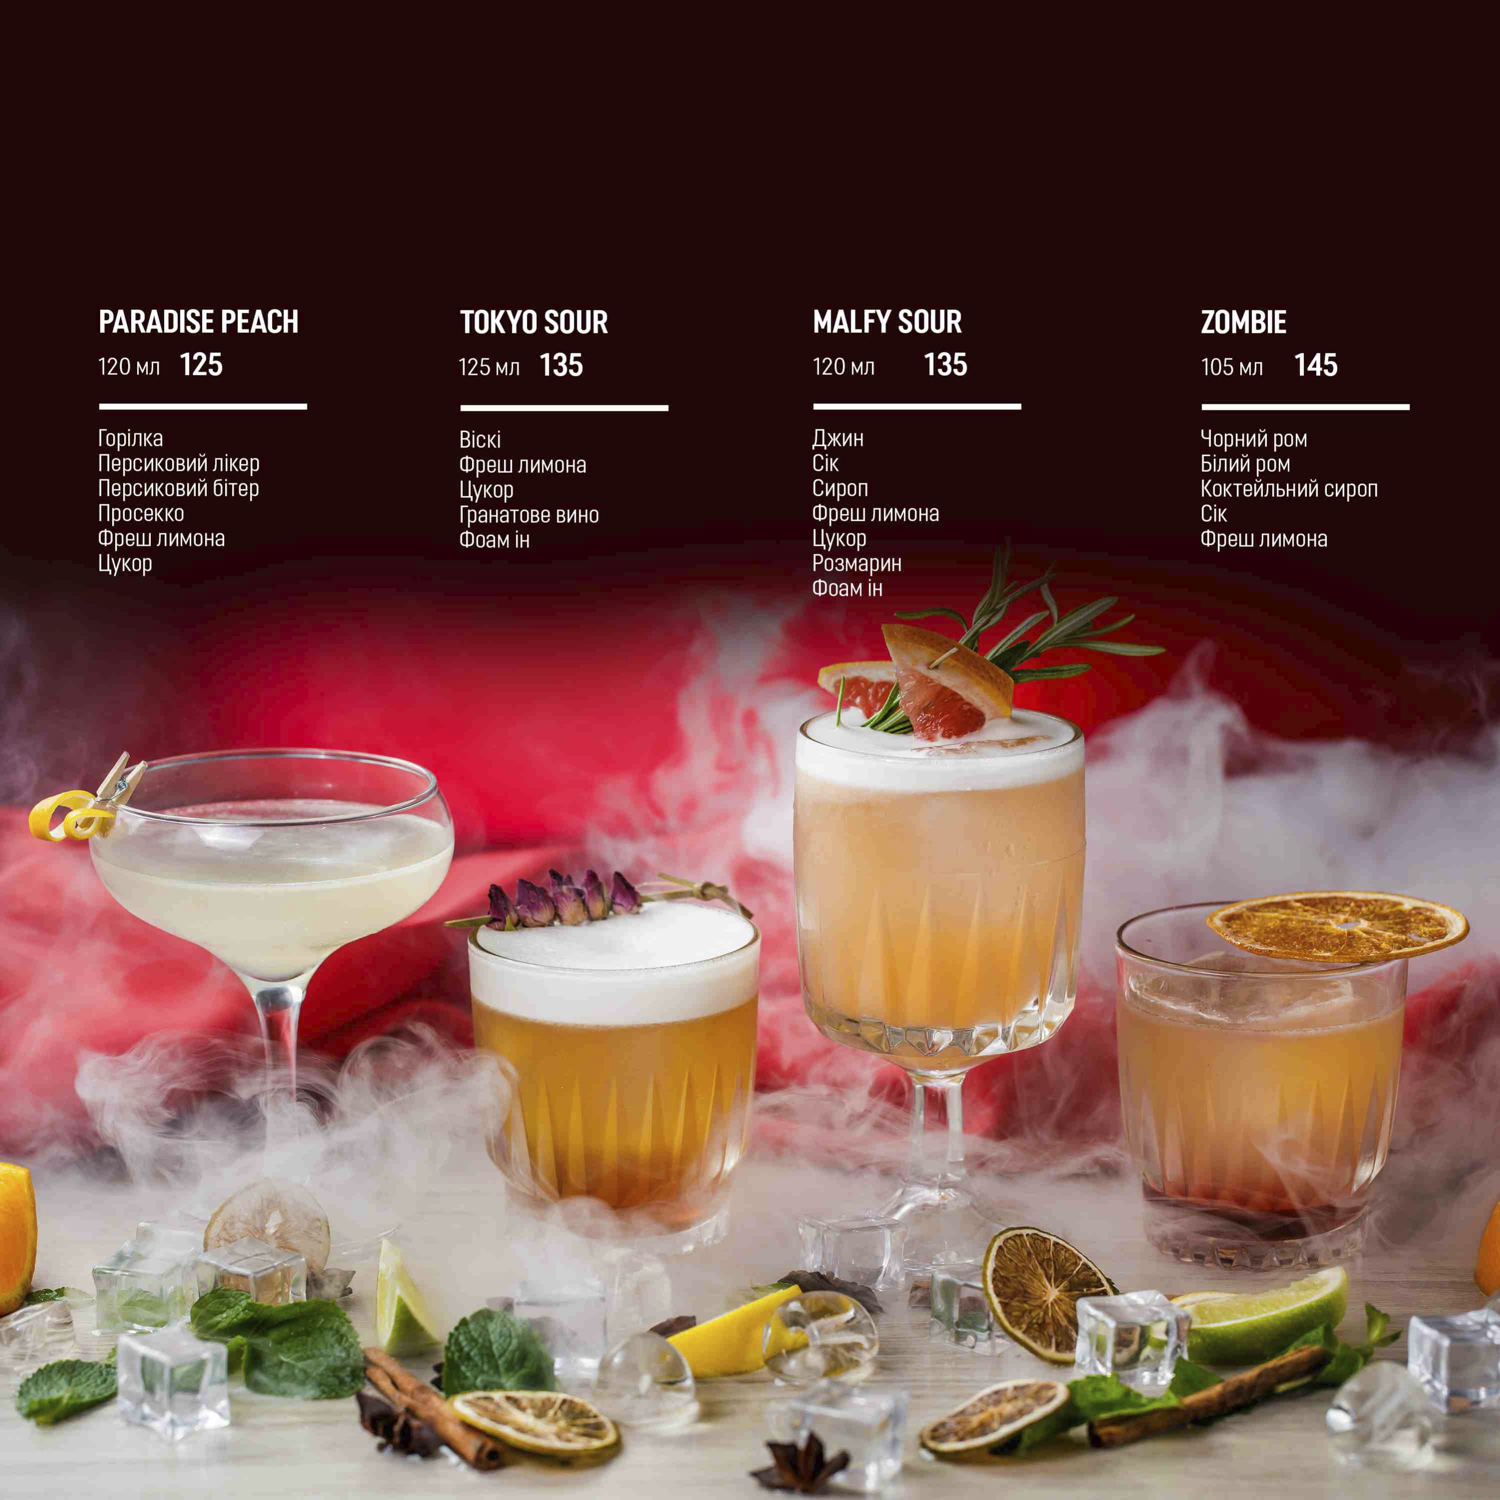 PARADISE PEACH
120 мл 125
Горілка
Персиковий лікер
Персиковий бітер
Просекко
Фреш лимона
Цукор
TOKYO SOUR
125 мл 135
Віскі
Фреш лимона
Цукор
Гранатове вино
Фоам ін
MALFY SOUR
120 мл 135
Джин
Сік
Сироп
Фреш лимона
Цукор
Розмарин
Фоам ін
ZOMBIE
105 мл 145
Чорний ром
Білий ром
Коктейльний сироп
Сік
Фреш лимона